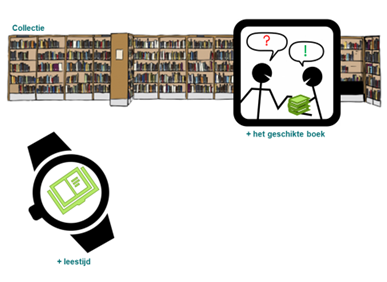 Collectie
?
!
+ het geschikte boek
+ leestijd